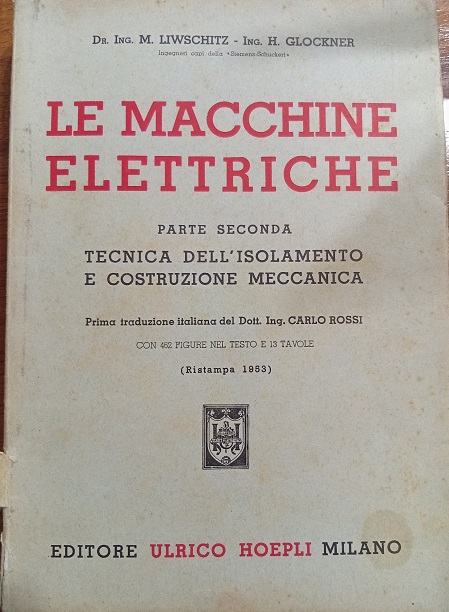 DR. ING. M. LIWSCHITZ - ING. H. GLOCKNER
Ingegneri capi della «Siemens-Schuckert»
LE MACCHINE
ELETTRICHE
PARTE SECONDA
TECNICA DELL'ISOLAMENTO
E COSTRUZIONE MECCANICA
Prima traduzione italiana del Dott. Ing. CARLO ROSSI
CON 462 FIGURE NEL TESTO E 13 TAVOLE
(Ristampa 1953)
EDITORE ULRICO HOEPLI MILANO